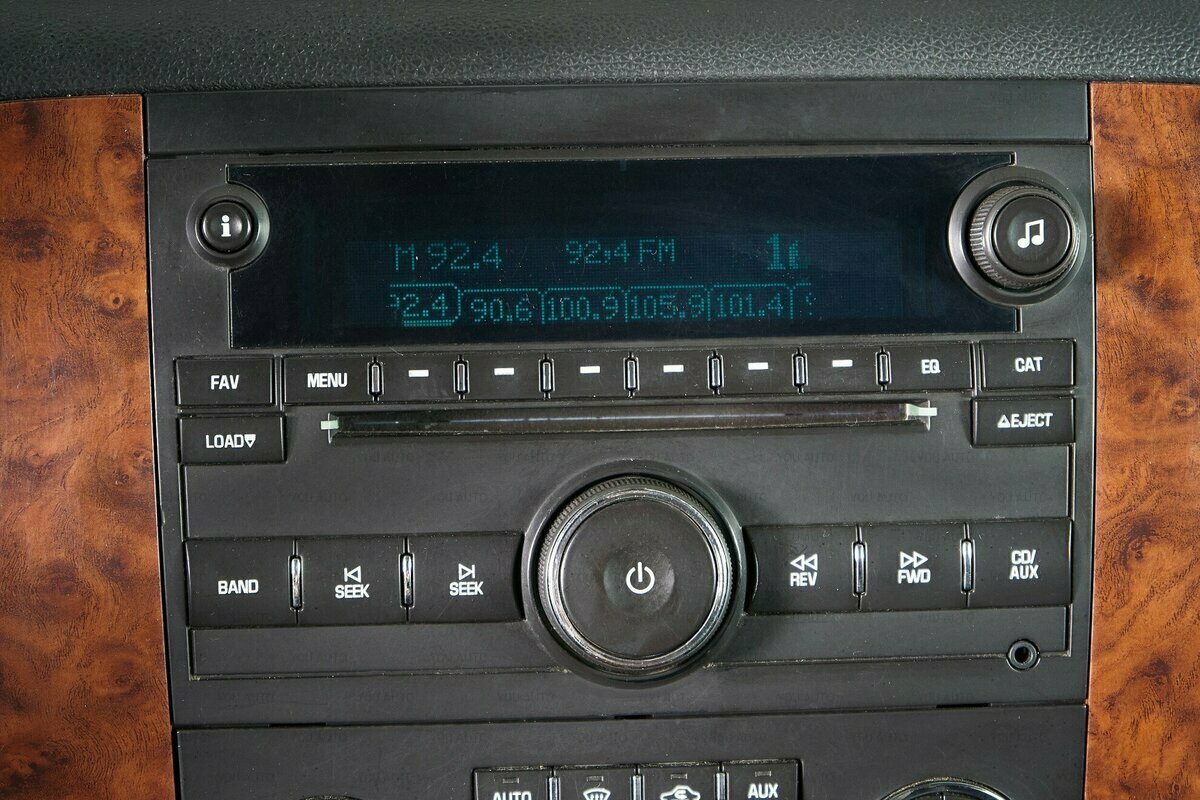 M 92.4 92.4 FM
92.4 90.6 100.9 105.9 101.4
FAV MENU EQ CAT
LOAD EJECT
BAND SEEK SEEK REV FWD CD/AUX
AUTO AUX